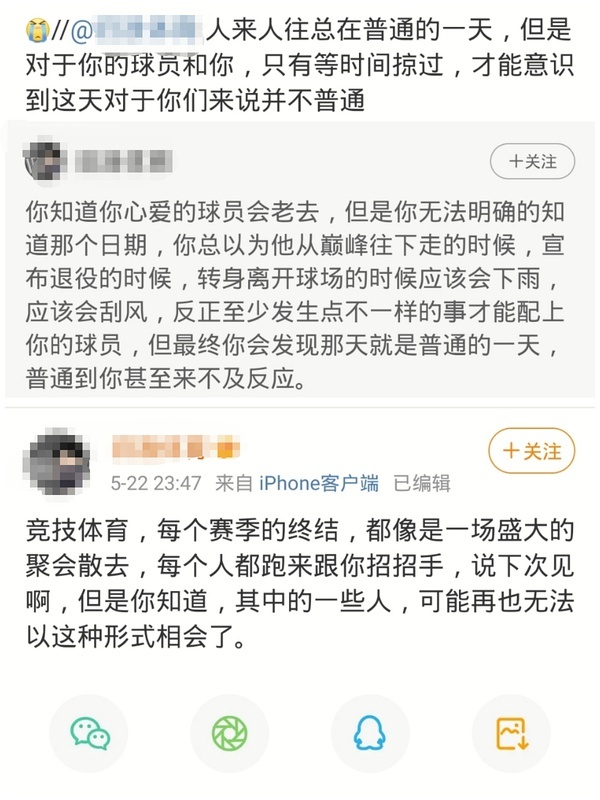 //@
人来人往总在普通的一天，但是
对于你的球员和你，只有等时间掠过，才能意识
到这天对于你们来说并不普通
+关注
你知道你心爱的球员会老去，但是你无法明确的知
道那个日期，你总以为他从巅峰往下走的时候，宣
布退役的时候，转身离开球场的时候应该会下雨，
应该会刮风，反正至少发生点不一样的事才能配上
你的球员，但最终你会发现那天就是普通的一天，
普通到你甚至来不及反应。
+关注
5-22 23:47 来自 iPhone客户端 已编辑
竞技体育，每个赛季的终结，都像是一场盛大的
聚会散去，每个人都跑来跟你招招手，说下次见
啊，但是你知道，其中的一些人，可能再也无法
以这种形式相会了。